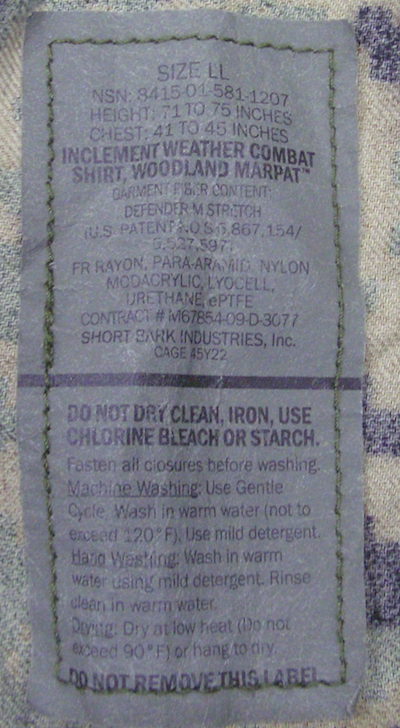 SIZE LL
NSN: 8415-01-581-1207
HEIGHT: 71 TO 75 INCHES
CHEST: 41 TO 45 INCHES
INCLEMENT WEATHER COMBAT
SHIRT, WOODLAND MARPAT™
GARMENT FIBER CONTENT:
DEFENDER M STRETCH
(U.S. PATENT NO.S 6,867,154/
5,527,597)
FR RAYON, PARA-ARAMID, NYLON
MODACRYLIC, LYOCELL,
URETHANE, ePTFE
CONTRACT # M67854-09-D-3077
SHORT BARK INDUSTRIES, Inc.
CAGE 45Y22
DO NOT DRY CLEAN, IRON, USE
CHLORINE BLEACH OR STARCH.
Fasten all closures before washing.
Machine Washing: Use Gentle
Cycle. Wash in warm water (not to
exceed 120°F). Use mild detergent.
Hand Washing: Wash in warm
water using mild detergent. Rinse
clean in warm water.
Drying: Dry at low heat (Do not
exceed 90°F) or hang to dry.
DO NOT REMOVE THIS LABEL